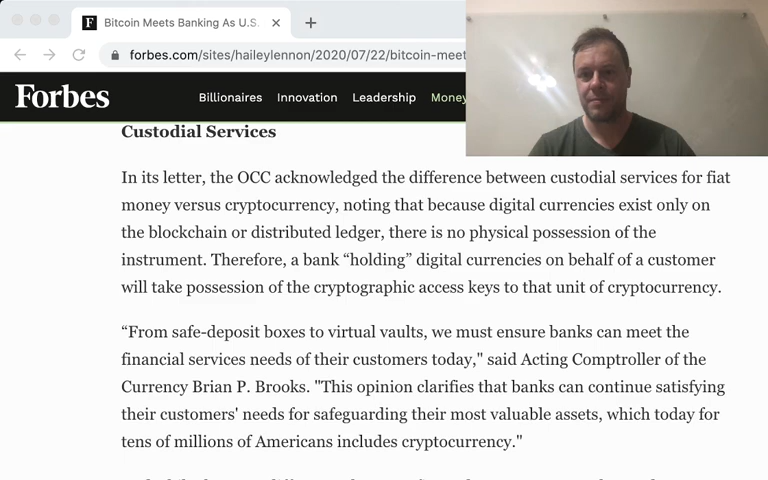 Bitcoin Meets Banking As U.S.
forbes.com/sites/haileylennon/2020/07/22/bitcoin-meet
Forbes
Billionaires Innovation Leadership Money
Custodial Services
In its letter, the OCC acknowledged the difference between custodial services for fiat
money versus cryptocurrency, noting that because digital currencies exist only on
the blockchain or distributed ledger, there is no physical possession of the
instrument. Therefore, a bank “holding” digital currencies on behalf of a customer
will take possession of the cryptographic access keys to that unit of cryptocurrency.
“From safe-deposit boxes to virtual vaults, we must ensure banks can meet the
financial services needs of their customers today," said Acting Comptroller of the
Currency Brian P. Brooks. "This opinion clarifies that banks can continue satisfying
their customers' needs for safeguarding their most valuable assets, which today for
tens of millions of Americans includes cryptocurrency."